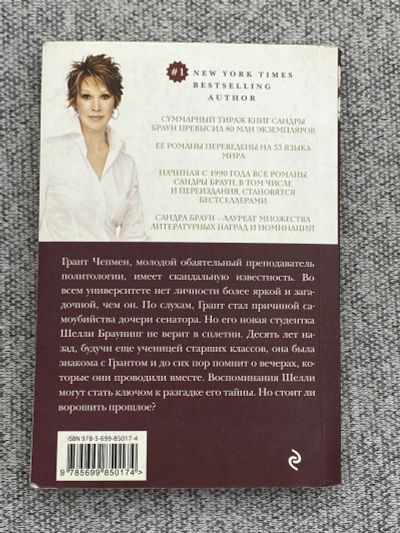 #1 NEW YORK TIMES
BESTSELLING
AUTHOR
СУММАРНЫЙ ТИРАЖ КНИГ САНДРЫ
БРАУН ПРЕВЫСИЛ 80 МЛН ЭКЗЕМПЛЯРОВ
ЕЕ РОМАНЫ ПЕРЕВЕДЕНЫ НА 33 ЯЗЫКА
МИРА
НАЧИНАЯ С 1990 ГОДА ВСЕ РОМАНЫ
САНДРЫ БРАУН, В ТОМ ЧИСЛЕ
И ПЕРЕИЗДАНИЯ, СТАНОВЯТСЯ
БЕСТСЕЛЛЕРАМИ
САНДРА БРАУН – ЛАУРЕАТ МНОЖЕСТВА
ЛИТЕРАТУРНЫХ НАГРАД И НОМИНАЦИЙ
Грант Чепмен, молодой обаятельный преподаватель
политологии, имеет скандальную известность. Во
всем университете нет личности более яркой и зага-
дочной, чем он. По слухам, Грант стал причиной са-
моубийства дочери сенатора. Но его новая студентка
Шелли Браунинг не верит в сплетни. Десять лет на-
зад, будучи еще ученицей старших классов, она была
знакома с Грантом и до сих пор помнит о вечерах, ко-
торые они проводили вместе. Воспоминания Шелли
могут стать ключом к разгадке его тайны. Но стоит ли
ворошить прошлое?
ISBN 978-5-699-85017-4
9 785699 850174 >